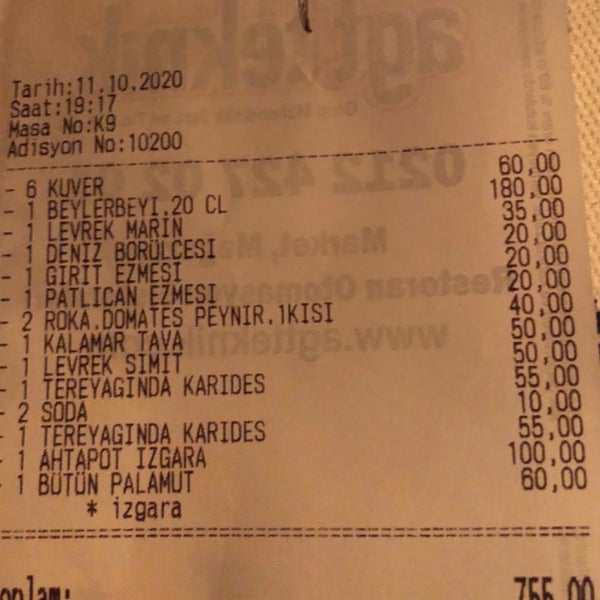 Tarih:11.10.2020
Saat:19:17
Masa No:K9
Adisyon No:10200
- 6 KUVER 60,00
- 1 BEYLERBEYI.20 CL 180,00
- 1 LEVREK MARIN 35,00
- 1 DENIZ BORÜLCESI 20,00
- 1 GIRIT EZMESI 20,00
- 1 PATLICAN EZMESI 20,00
- 2 ROKA.DOMATES PEYNIR.1KISI 40,00
- 1 KALAMAR TAVA 50,00
- 1 LEVREK SIMIT 50,00
- 1 TEREYAGINDA KARIDES 55,00
- 2 SODA 10,00
- 1 TEREYAGINDA KARIDES 55,00
- 1 AHTAPOT IZGARA 100,00
- 1 BÜTÜN PALAMUT 60,00
* izgara
oplam: 755,00